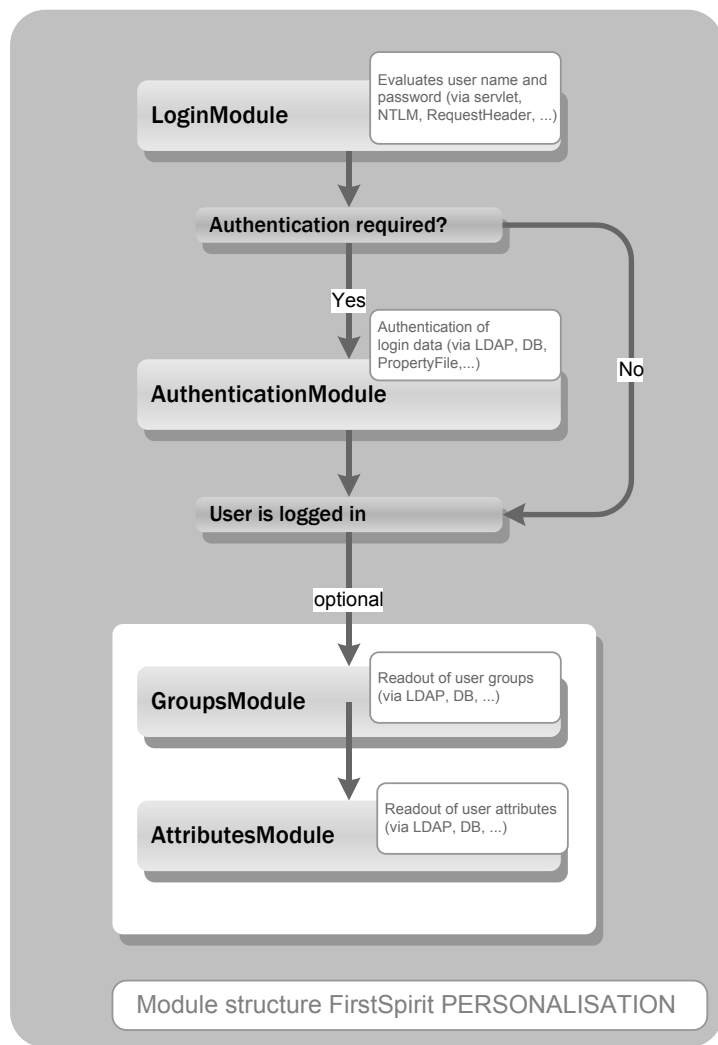 Evaluates user name and
password (via servlet,
NTLM, RequestHeader, ...)
LoginModule
Authentication required?
Yes
No
Authentication of
login data (via LDAP, DB,
PropertyFile,...)
AuthenticationModule
User is logged in
optional
Readout of user groups
(via LDAP, DB, ...)
GroupsModule
Readout of user attributes
(via LDAP, DB, ...)
AttributesModule
Module structure FirstSpirit PERSONALISATION